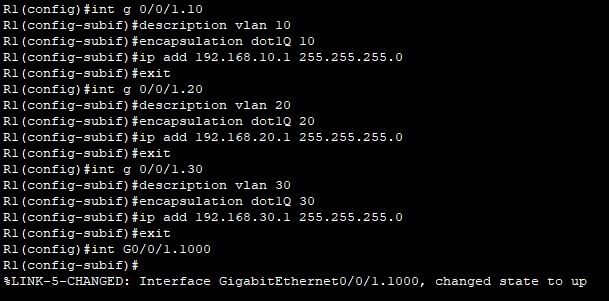 R1(config)#int g 0/0/1.10
R1(config-subif)#description vlan 10
R1(config-subif)#encapsulation dot1Q 10
R1(config-subif)#ip add 192.168.10.1 255.255.255.0
R1(config-subif)#exit
R1(config)#int g 0/0/1.20
R1(config-subif)#description vlan 20
R1(config-subif)#encapsulation dot1Q 20
R1(config-subif)#ip add 192.168.20.1 255.255.255.0
R1(config-subif)#exit
R1(config)#int g 0/0/1.30
R1(config-subif)#description vlan 30
R1(config-subif)#encapsulation dot1Q 30
R1(config-subif)#ip add 192.168.30.1 255.255.255.0
R1(config-subif)#exit
R1(config)#int G0/0/1.1000
R1(config-subif)#
%LINK-5-CHANGED: Interface GigabitEthernet0/0/1.1000, changed state to up